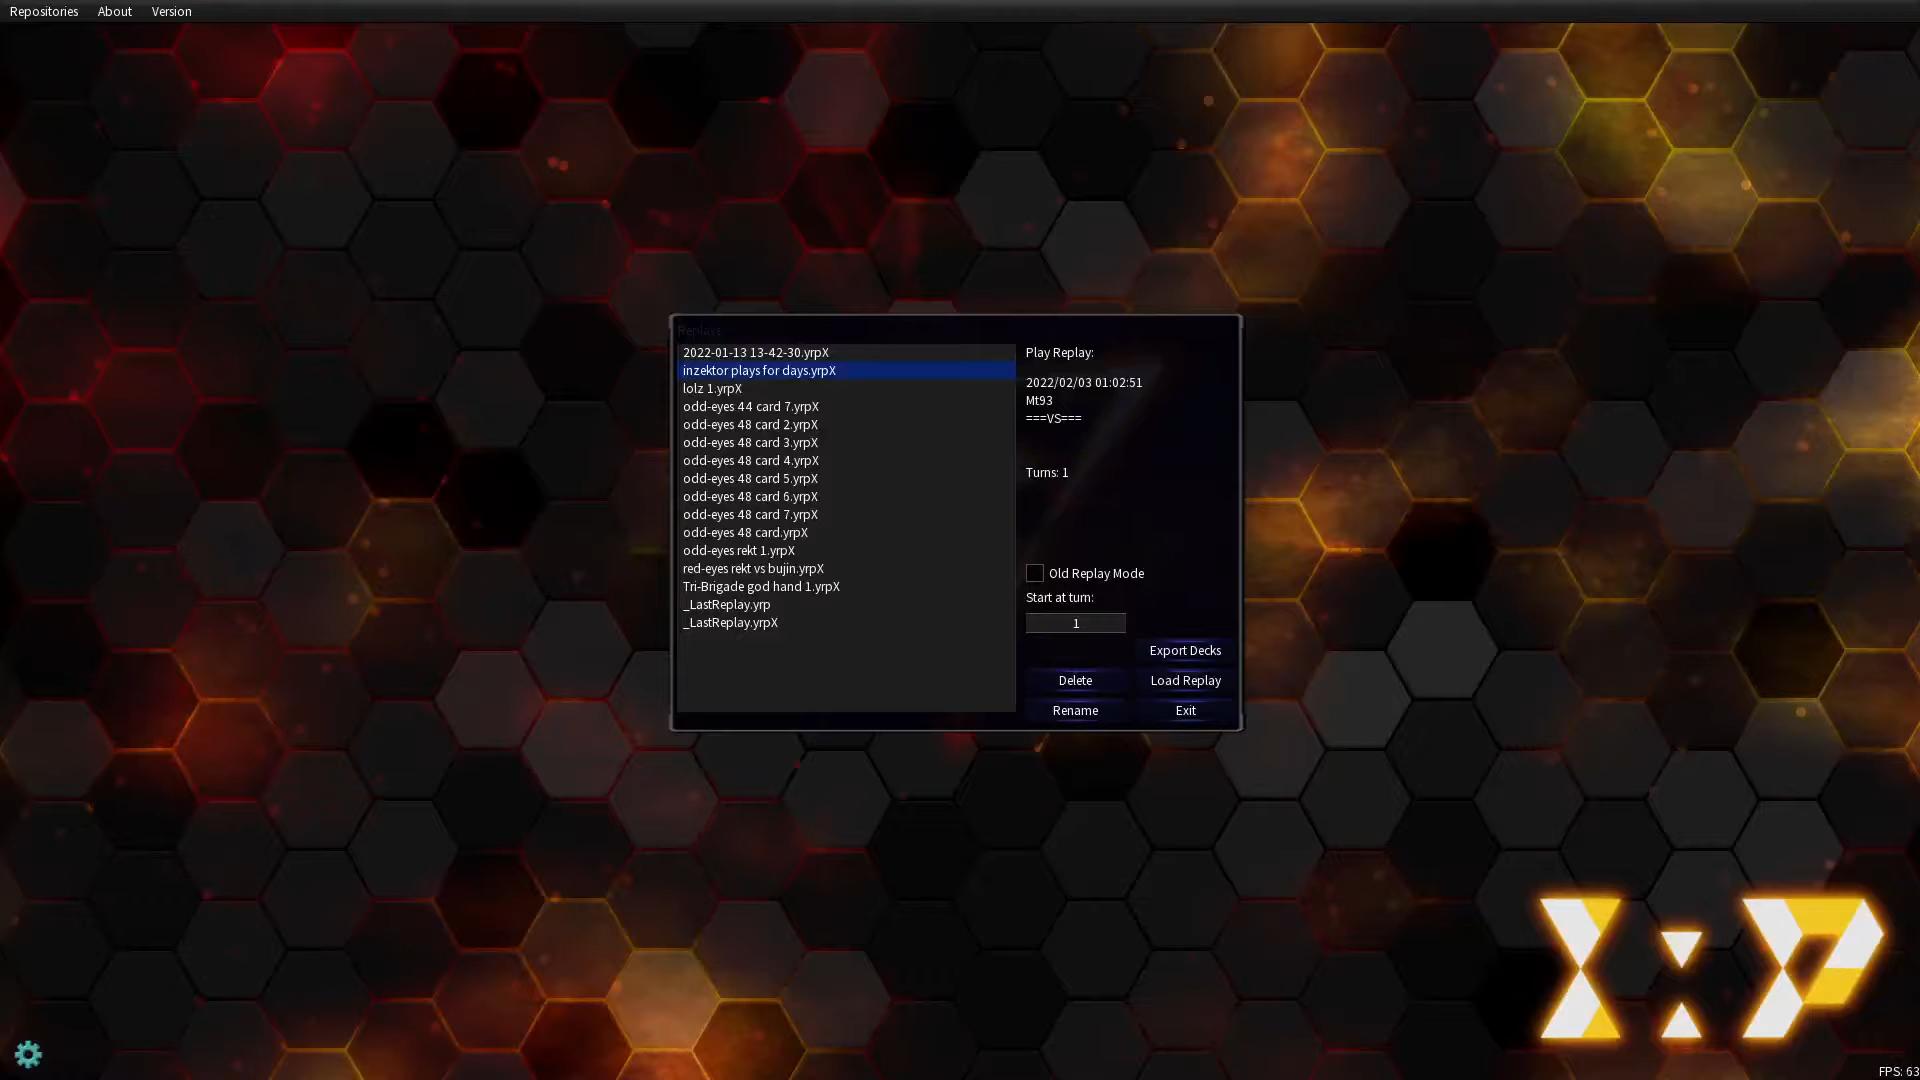 Repositories About Version
Replays
2022-01-13 13-42-30.yrpX
inzektor plays for days.yrpX
lolz 1.yrpX
odd-eyes 44 card 7.yrpX
odd-eyes 48 card 2.yrpX
odd-eyes 48 card 3.yrpX
odd-eyes 48 card 4.yrpX
odd-eyes 48 card 5.yrpX
odd-eyes 48 card 6.yrpX
odd-eyes 48 card 7.yrpX
odd-eyes 48 card.yrpX
odd-eyes rekt 1.yrpX
red-eyes rekt vs bujin.yrpX
Tri-Brigade god hand 1.yrpX
_LastReplay.yrp
_LastReplay.yrpX
Play Replay:
2022/02/03 01:02:51
Mt93
===VS===
Turns: 1
Old Replay Mode
Start at turn:
1
Export Decks
Delete Load Replay
Rename Exit
X:P
FPS: 63